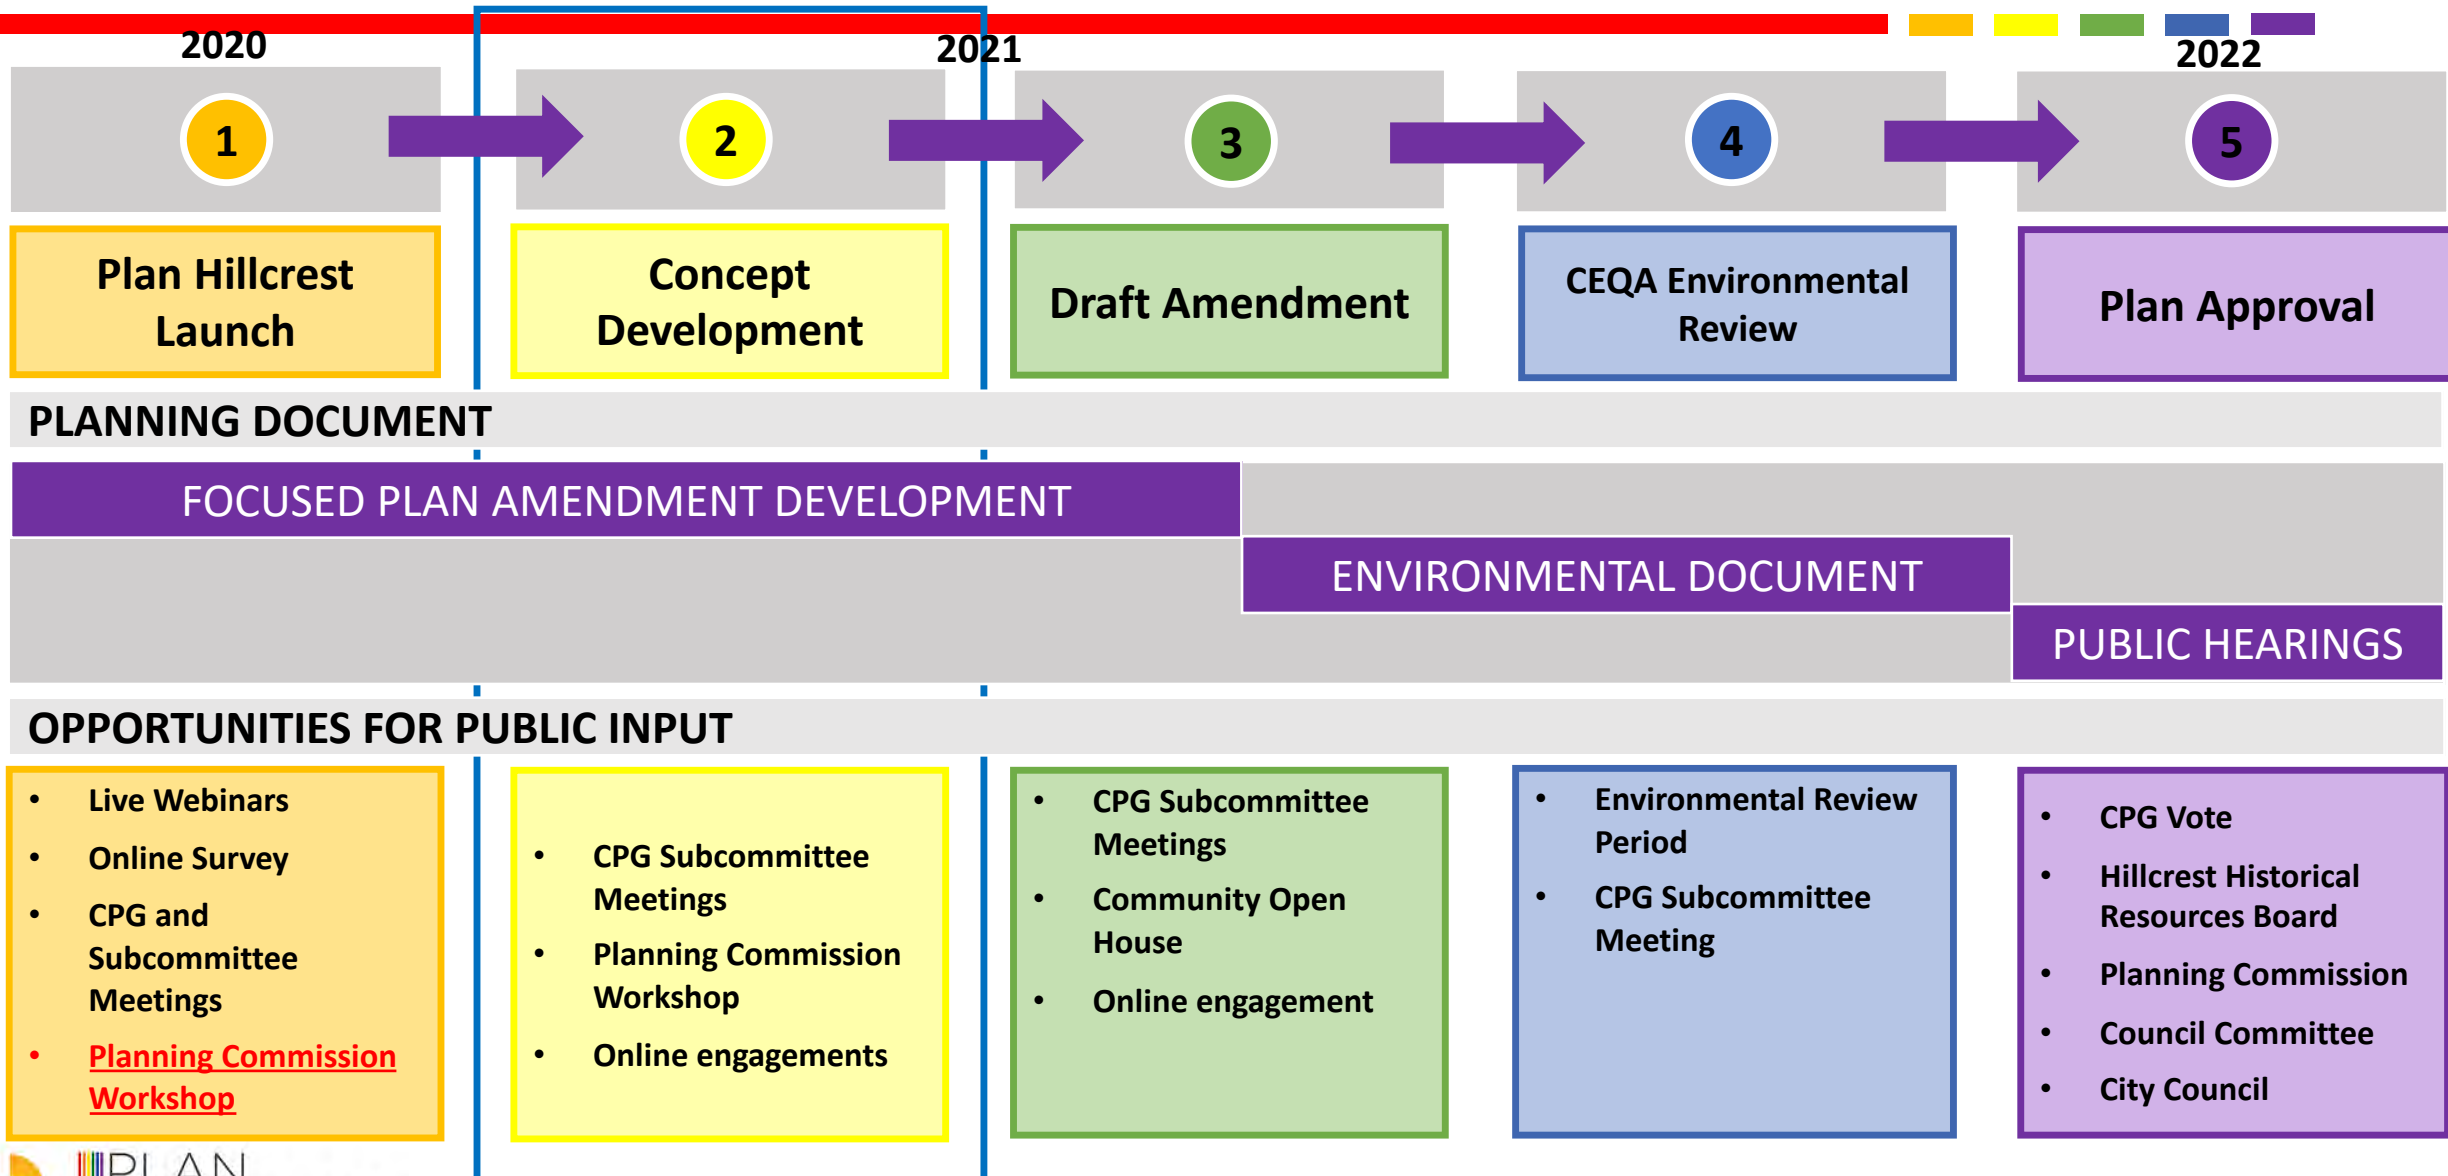 2020
2021
2022
1
2
3
4
5
Plan Hillcrest
Launch
Concept
Development
Draft Amendment
CEQA Environmental
Review
Plan Approval
PLANNING DOCUMENT
FOCUSED PLAN AMENDMENT DEVELOPMENT
ENVIRONMENTAL DOCUMENT
PUBLIC HEARINGS
OPPORTUNITIES FOR PUBLIC INPUT
• Live Webinars
• Online Survey
• CPG and
Subcommittee
Meetings
• Planning Commission
Workshop
• CPG Subcommittee
Meetings
• Planning Commission
Workshop
• Online engagements
• CPG Subcommittee
Meetings
• Community Open
House
• Online engagement
• Environmental Review
Period
• CPG Subcommittee
Meeting
• CPG Vote
• Hillcrest Historical
Resources Board
• Planning Commission
• Council Committee
• City Council
PLAN